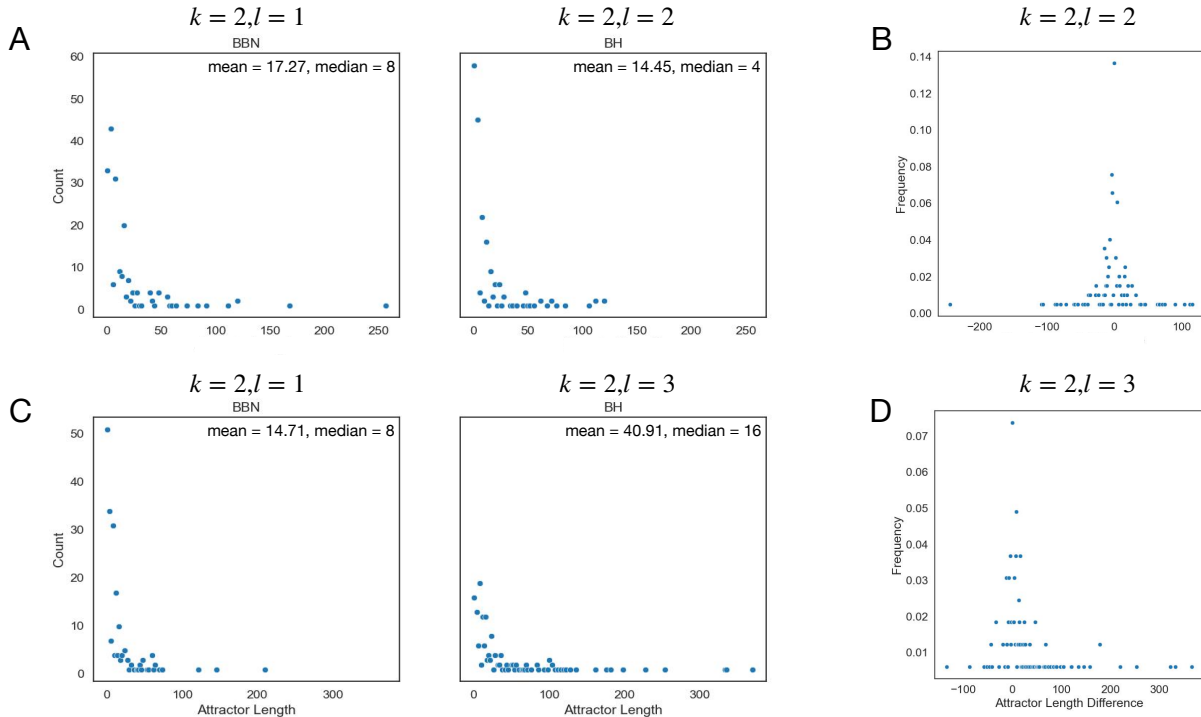 A
k = 2,l = 1
BBN
mean = 17.27, median = 8
Count
60
50
40
30
20
10
0
0 50 100 150 200 250
k = 2,l = 2
BH
mean = 14.45, median = 4
0 50 100 150 200 250
B
k = 2,l = 2
Frequency
0.14
0.12
0.10
0.08
0.06
0.04
0.02
0.00
−200 −100 0 100
C
k = 2,l = 1
BBN
mean = 14.71, median = 8
Count
50
40
30
20
10
0
0 100 200 300
Attractor Length
k = 2,l = 3
BH
mean = 40.91, median = 16
0 100 200 300
Attractor Length
k = 2,l = 3
D
Frequency
0.07
0.06
0.05
0.04
0.03
0.02
0.01
−100 0 100 200 300
Attractor Length Difference